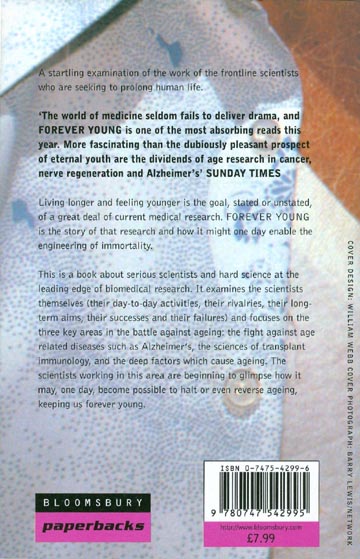 A startling examination of the work of the frontline scientists
who are seeking to prolong human life.
'The world of medicine seldom fails to deliver drama, and
FOREVER YOUNG is one of the most absorbing reads this
year. More fascinating than the dubiously pleasant prospect
of eternal youth are the dividends of age research in cancer,
nerve regeneration and Alzheimer's' SUNDAY TIMES
Living longer and feeling younger is the goal, stated or unstated,
of a great deal of current medical research. FOREVER YOUNG
is the story of that research and how it might one day enable the
engineering of immortality.
This is a book about serious scientists and hard science at the
leading edge of biomedical research. It examines the scientists
themselves (their day-to-day activities, their rivalries, their long-
term aims, their successes and their failures) and focuses on the
three key areas in the battle against ageing: the fight against age
related diseases such as Alzheimer's, the sciences of transplant
immunology, and the deep factors which cause ageing. The
scientists working in this area are beginning to glimpse how it
may, one day, become possible to halt or even reverse ageing,
keeping us forever young.
COVER DESIGN: WILLIAM WEBB COVER PHOTOGRAPH: BARRY LEWIS/NETWORK
BLOOMSBURY
paperbacks
ISBN 0-7475-4299-6
9 780747 542995
http://www.bloomsbury.com
£7.99